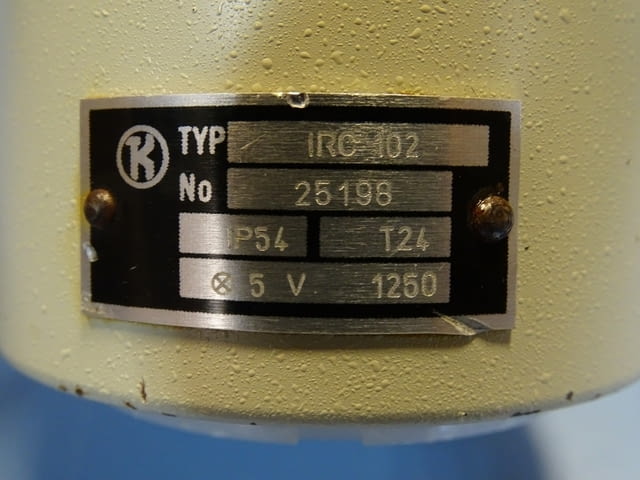 K
TYP IRC 102
No 25198
IP54 T24
⊗ 5 V 1250